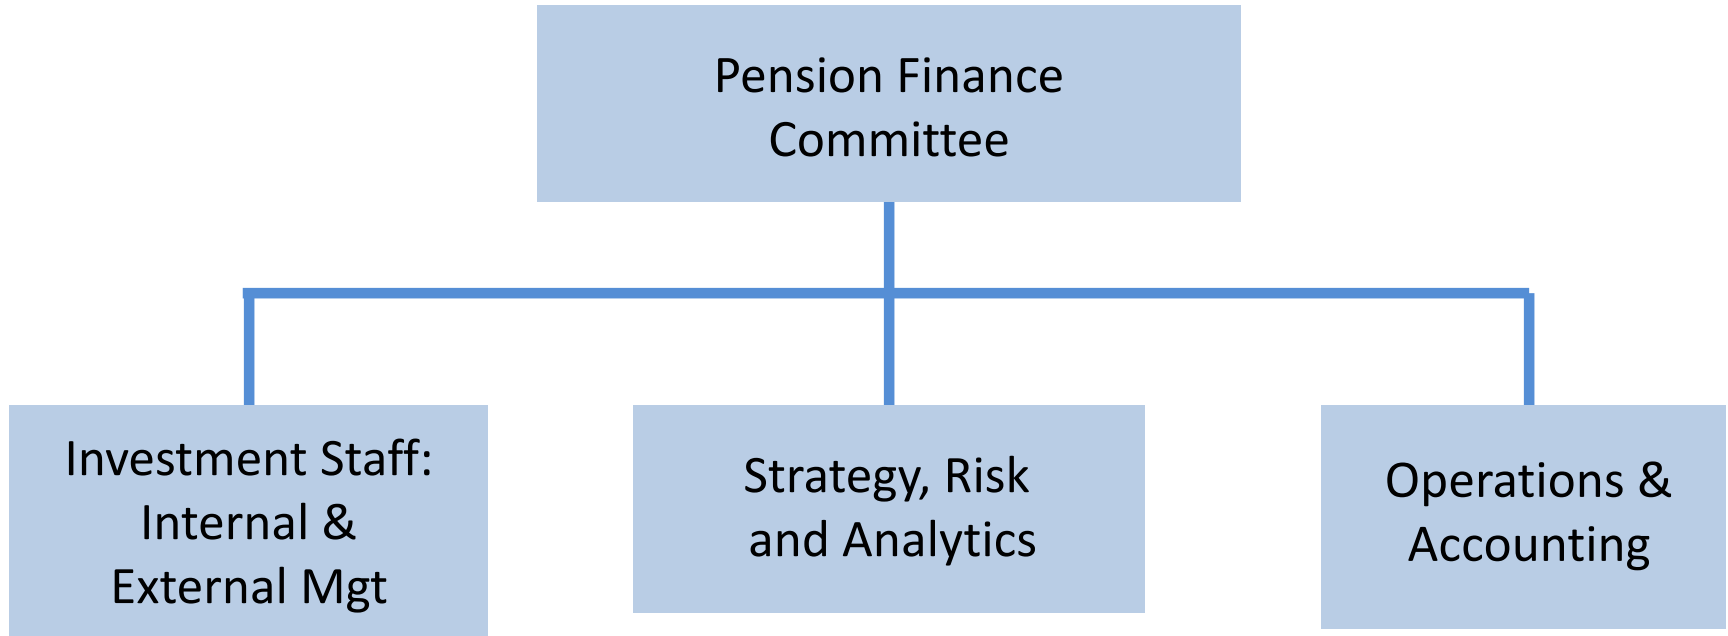 Pension Finance
Committee
Investment Staff:
Internal &
External Mgt
Strategy, Risk
and Analytics
Operations &
Accounting